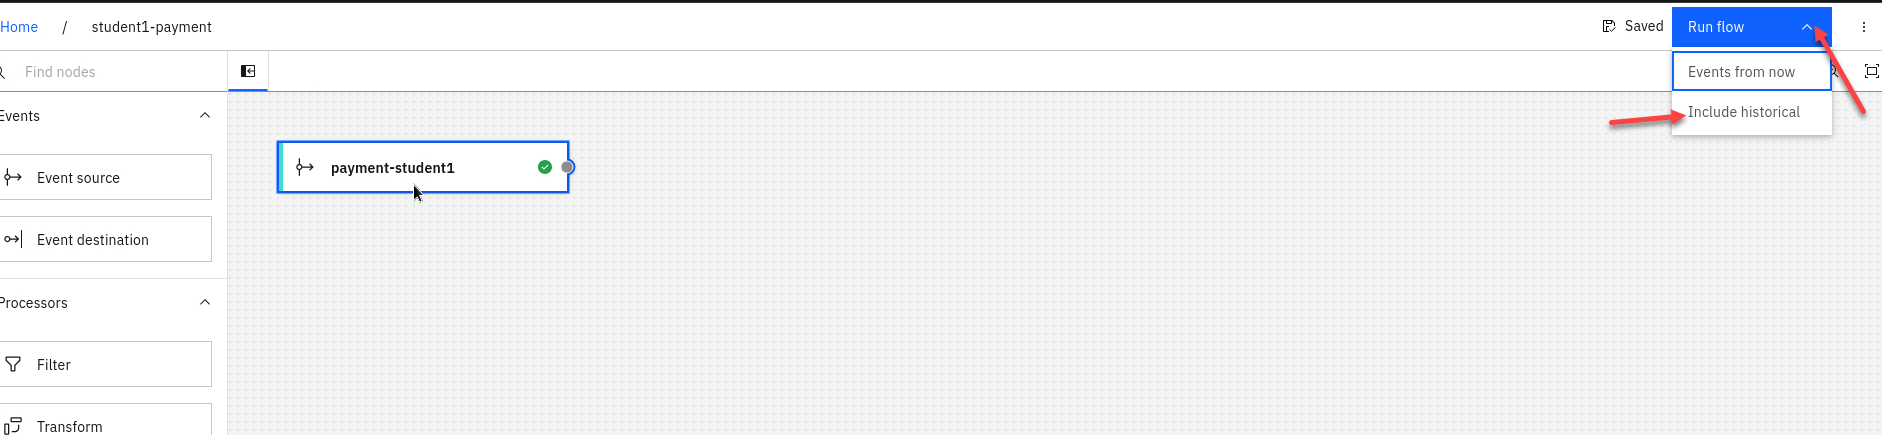 Home / student1-payment
Saved
Run flow
Find nodes
Events from now
Include historical
Events
Event source
Event destination
Processors
Filter
Transform
payment-student1